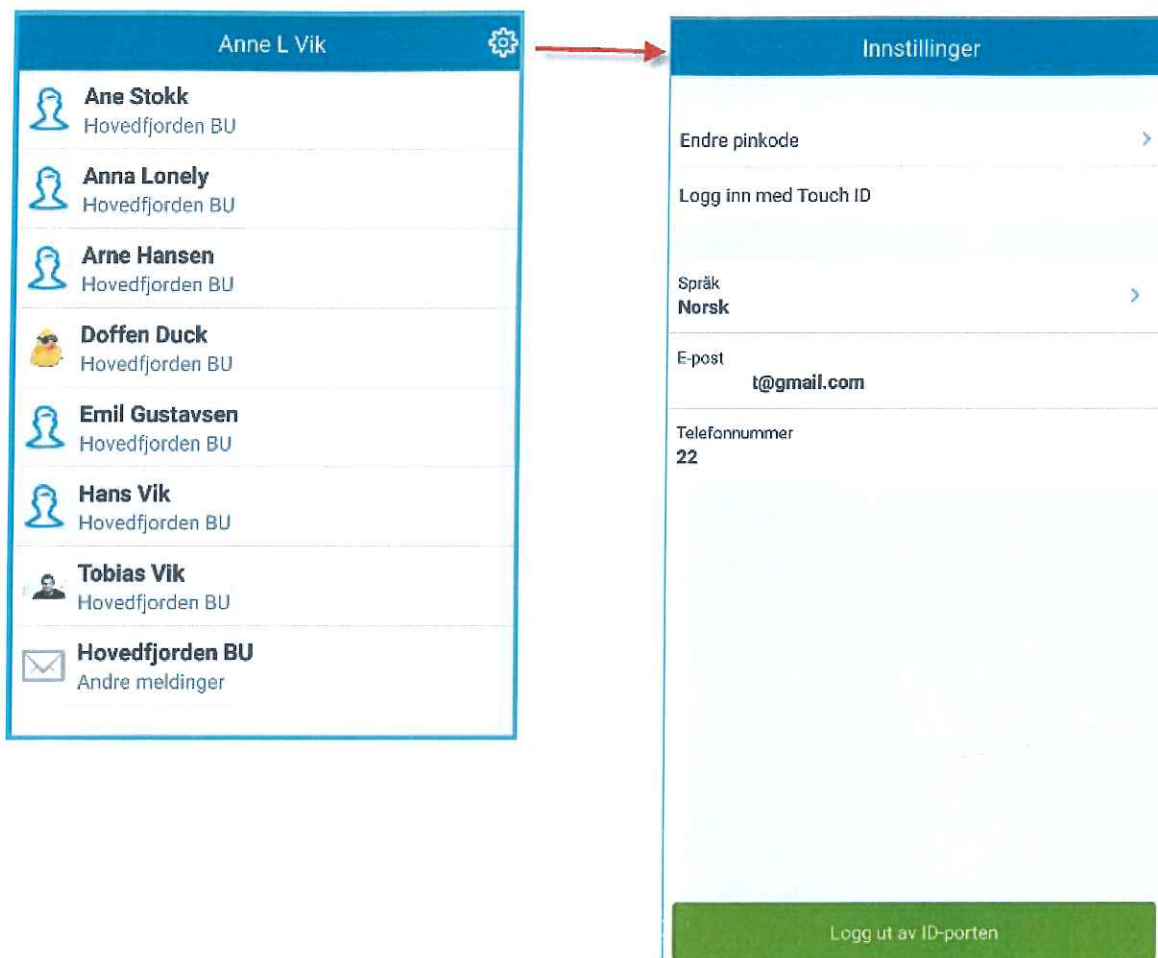 Anne L Vik
Ane Stokk
Hovedfjorden BU
Anna Lonely
Hovedfjorden BU
Arne Hansen
Hovedfjorden BU
Doffen Duck
Hovedfjorden BU
Emil Gustavsen
Hovedfjorden BU
Hans Vik
Hovedfjorden BU
Tobias Vik
Hovedfjorden BU
Hovedfjorden BU
Andre meldinger
Innstillinger
Endre pinkode
Logg inn med Touch ID
Språk
Norsk
E-post
t@gmail.com
Telefonnummer
22
Logg ut av ID-porten